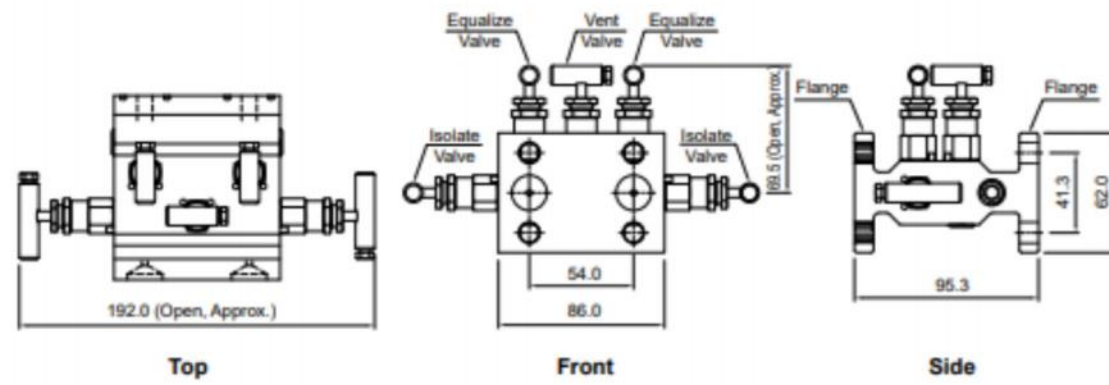 Equalize Valve
Vent Valve
Equalize Valve
Flange
Flange
Isolate Valve
Isolate Valve
69.5 (Open, Approx.)
41.3
62.0
54.0
95.3
192.0 (Open, Approx.)
86.0
Top
Front
Side